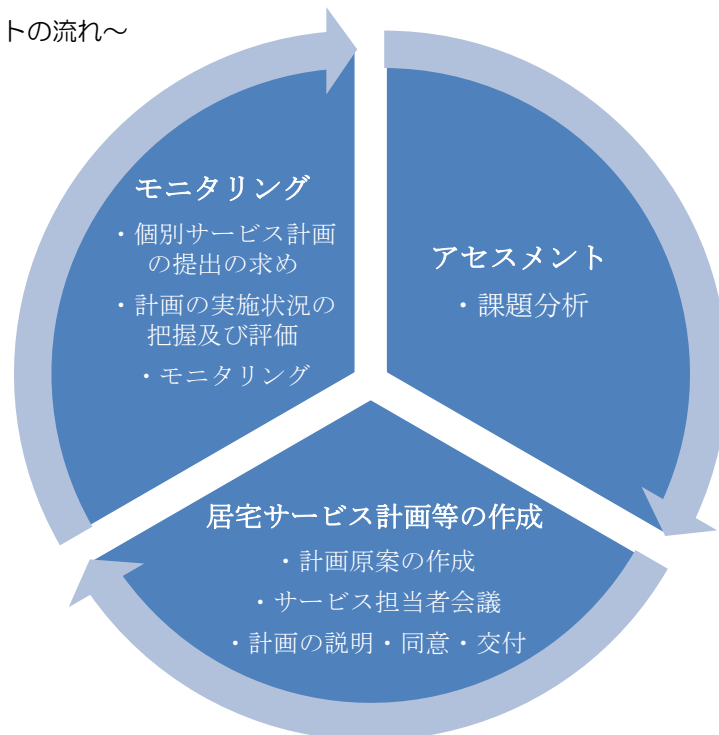 トの流れ～
モニタリング
・個別サービス計画
の提出の求め
・計画の実施状況の
把握及び評価
・モニタリング
アセスメント
・課題分析
居宅サービス計画等の作成
・計画原案の作成
・サービス担当者会議
・計画の説明・同意・交付